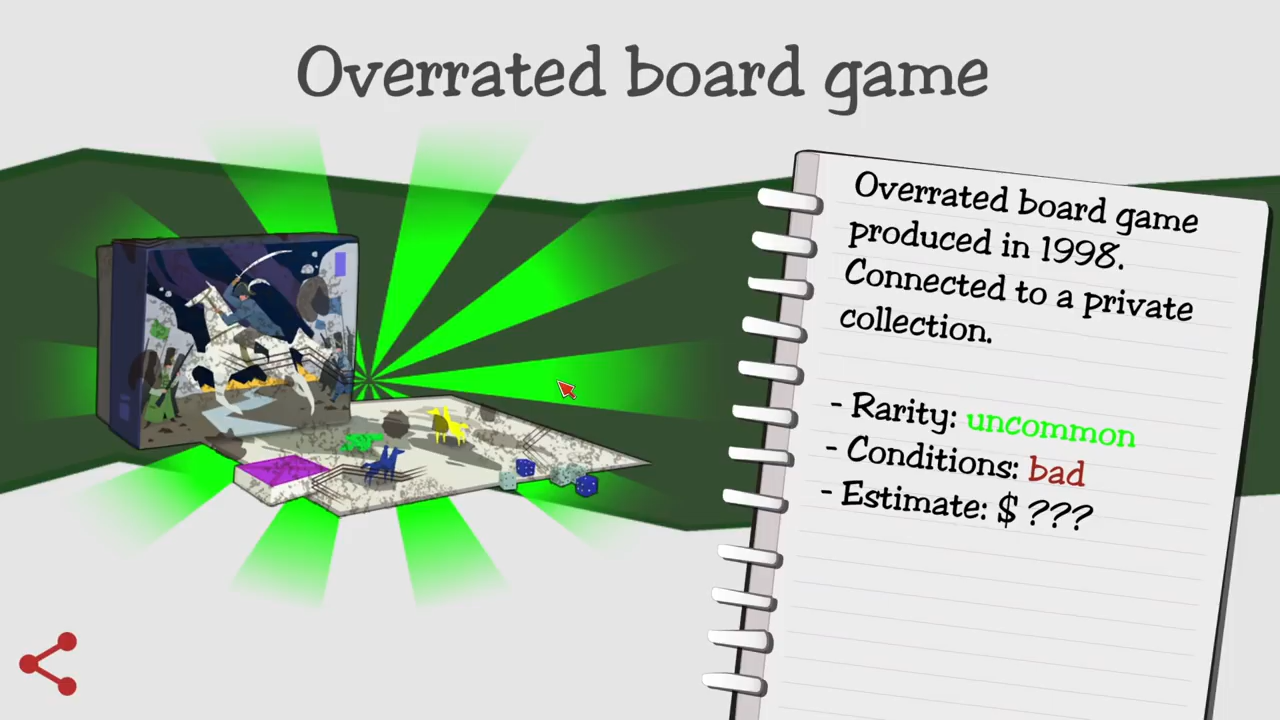 Overrated board game
Overrated board game
produced in 1998.
Connected to a private
collection.
- Rarity: uncommon
- Conditions: bad
- Estimate: $ ???